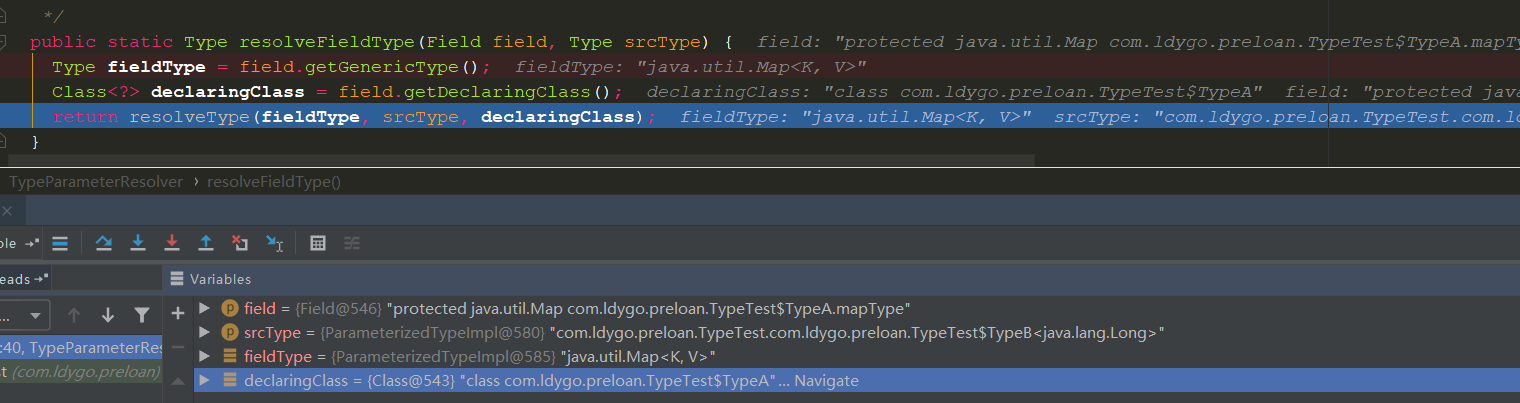 */
public static Type resolveFieldType(Field field, Type srcType) { field: "protected java.util.Map com.ldygo.preloan.TypeTest$TypeA.mapTy
Type fieldType = field.getGenericType(); fieldType: "java.util.Map<K, V>"
Class<?> declaringClass = field.getDeclaringClass(); declaringClass: "class com.ldygo.preloan.TypeTest$TypeA" field: "protected java
return resolveType(fieldType, srcType, declaringClass); fieldType: "java.util.Map<K, V>" srcType: "com.ldygo.preloan.TypeTest.com.ld
}
TypeParameterResolver › resolveFieldType()
ole
eads
Variables
... 
field = {Field@546} "protected java.util.Map com.ldygo.preloan.TypeTest$TypeA.mapType"
srcType = {ParameterizedTypeImpl@580} "com.ldygo.preloan.TypeTest.com.ldygo.preloan.TypeTest$TypeB<java.lang.Long>"
:40, TypeParameterRes
fieldType = {ParameterizedTypeImpl@585} "java.util.Map<K, V>"
st (com.ldygo.preloan)
declaringClass = {Class@543} "class com.ldygo.preloan.TypeTest$TypeA"... Navigate